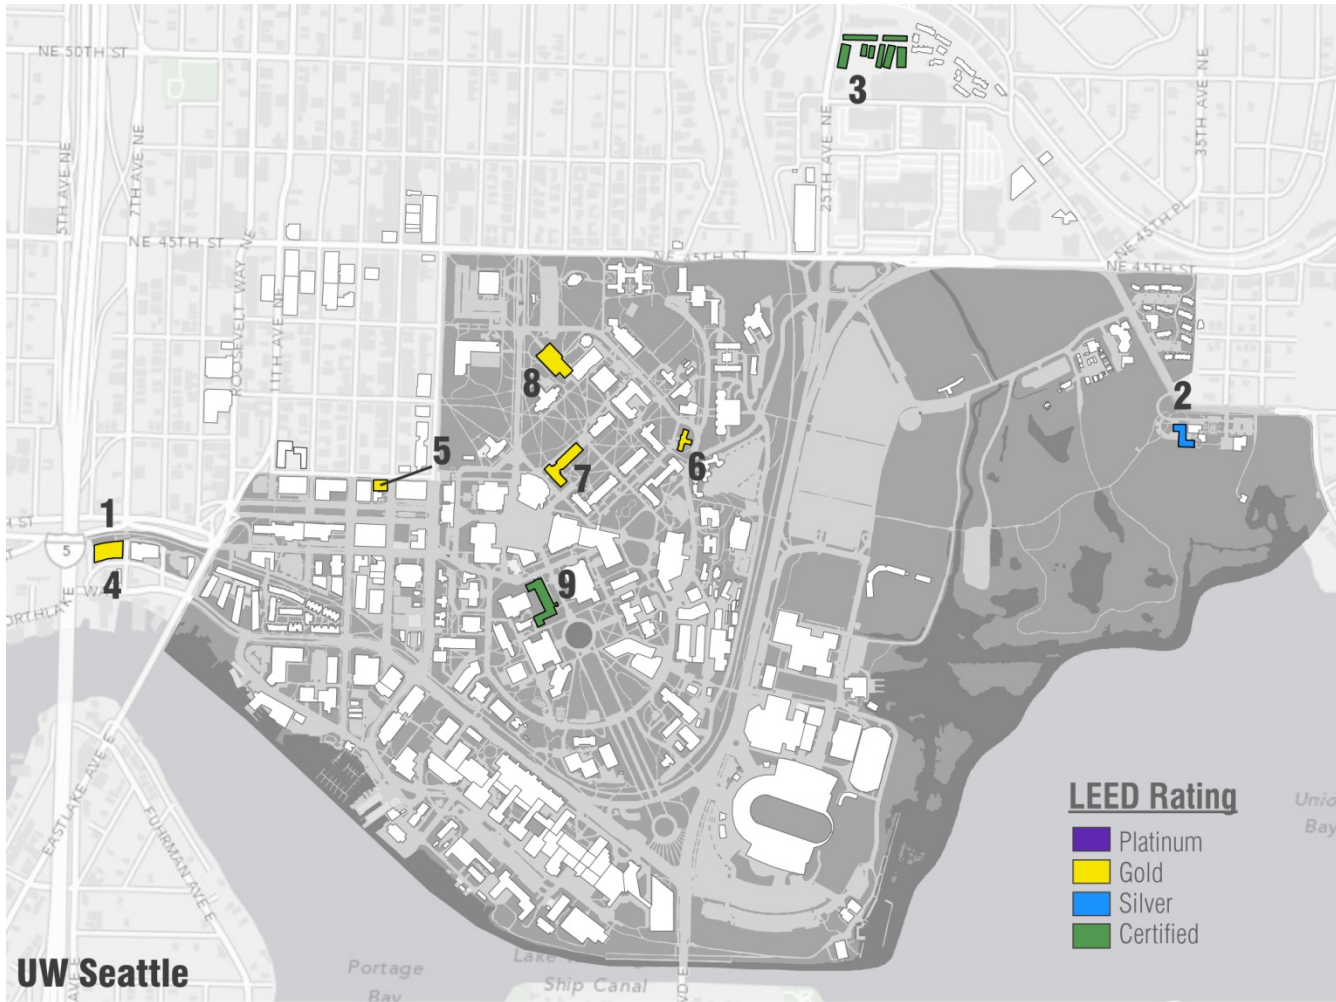 NE 50TH ST
3
5TH AVE NE
7TH AVE NE
25TH AVE NE
35TH AVE NE
NE 45TH ST
ROOSEVELT WAY NE
11TH AVE NE
NE 45TH ST
NE 45TH PL
NE 45TH ST
8
2
5
6
7
1
5
4
9
EASTLAKE AVE E
FUHRMAN AVE E
LEED Rating
Platinum
Gold
Silver
Certified
Union
Bay
UW Seattle
Portage
Bay
Ship Canal